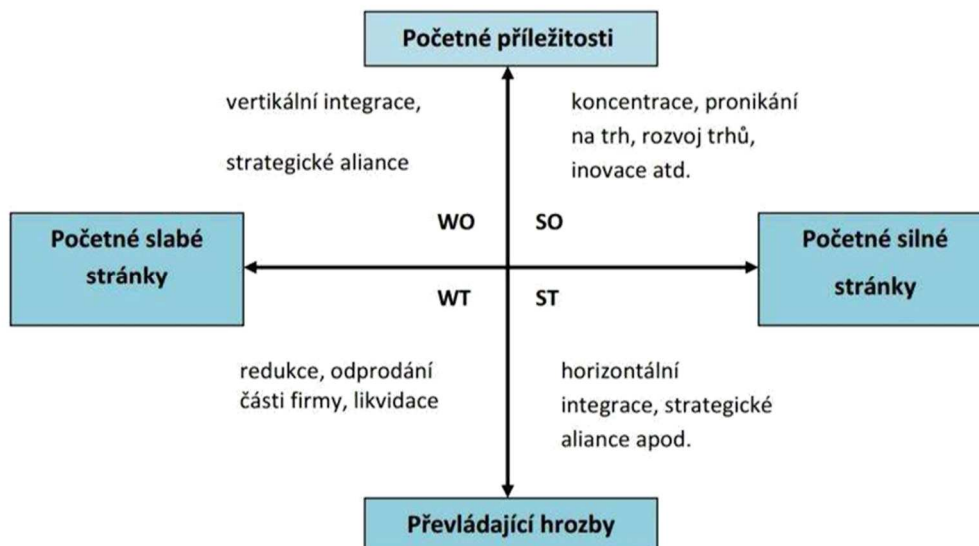 Početné příležitosti
vertikální integrace,
strategické aliance
koncentrace, pronikání
na trh, rozvoj trhů,
inovace atd.
WO
SO
Početné slabé
stránky
Početné silné
stránky
WT
ST
redukce, odprodání
části firmy, likvidace
horizontální
integrace, strategické
aliance apod.
Převládající hrozby